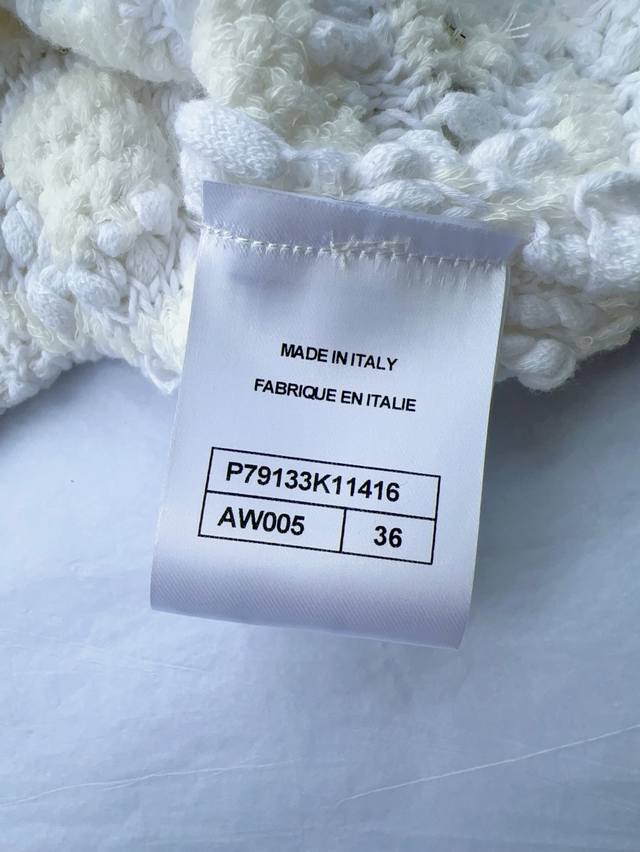 MADE IN ITALY
FABRIQUE EN ITALIE
P79133K11416
AW005 36